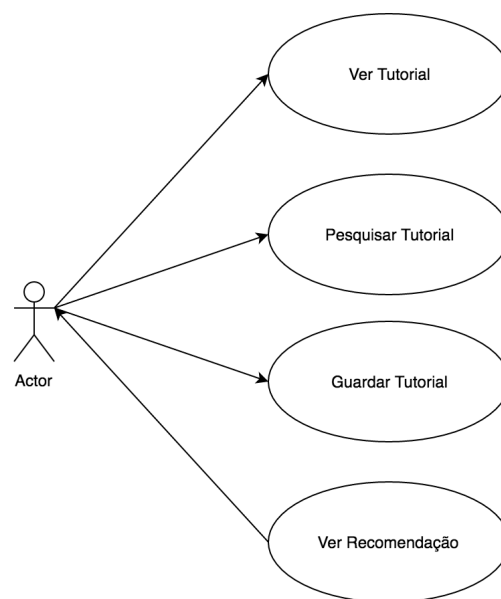 Ver Tutorial
Pesquisar Tutorial
Actor
Guardar Tutorial
Ver Recomendação